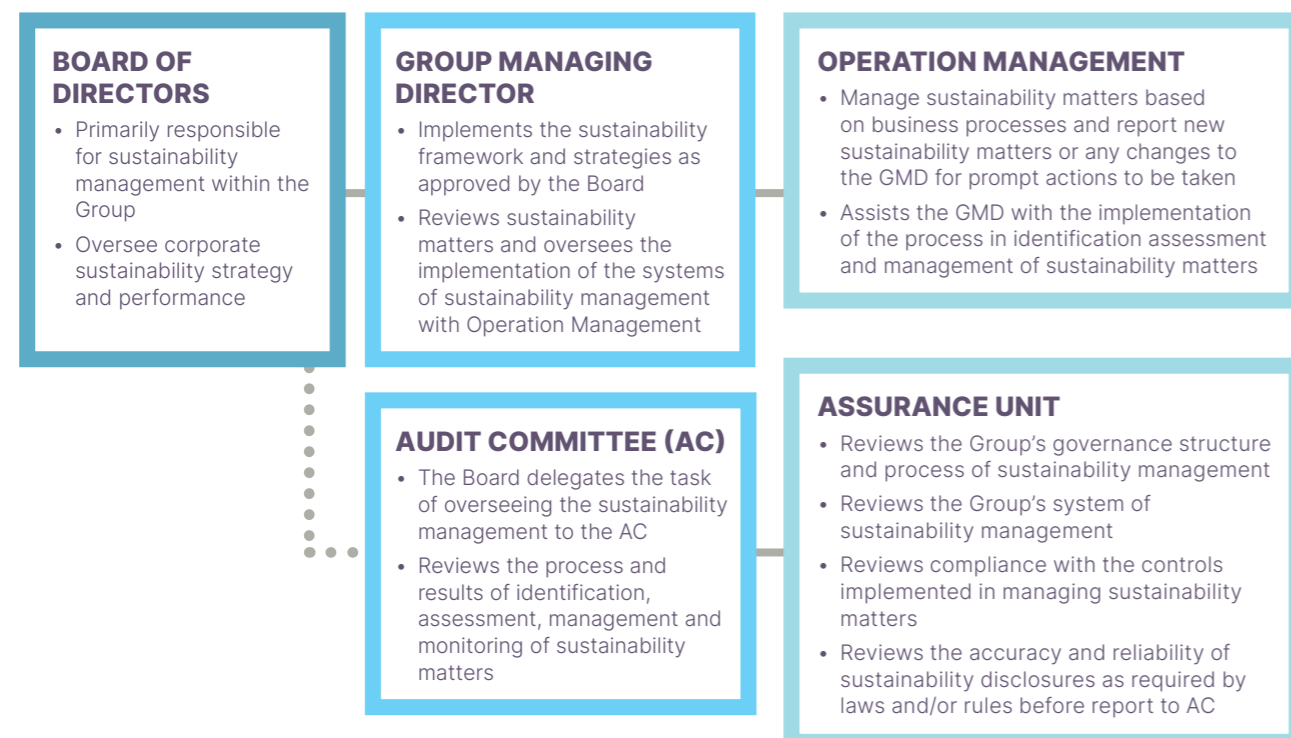 BOARD OF
DIRECTORS
• Primarily responsible
for sustainability
management within the
Group
• Oversee corporate
sustainability strategy
and performance
GROUP MANAGING
DIRECTOR
• Implements the sustainability
framework and strategies as
approved by the Board
• Reviews sustainability
matters and oversees the
implementation of the systems
of sustainability management
with Operation Management
OPERATION MANAGEMENT
• Manage sustainability matters based
on business processes and report new
sustainability matters or any changes to
the GMD for prompt actions to be taken
• Assists the GMD with the implementation
of the process in identification assessment
and management of sustainability matters
AUDIT COMMITTEE (AC)
• The Board delegates the task
of overseeing the sustainability
management to the AC
• Reviews the process and
results of identification,
assessment, management and
monitoring of sustainability
matters
ASSURANCE UNIT
• Reviews the Group’s governance structure
and process of sustainability management
• Reviews the Group’s system of
sustainability management
• Reviews compliance with the controls
implemented in managing sustainability
matters
• Reviews the accuracy and reliability of
sustainability disclosures as required by
laws and/or rules before report to AC